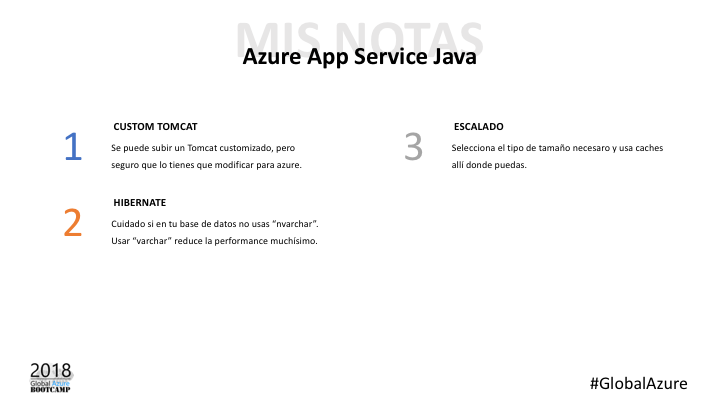 MIS NOTAS
Azure App Service Java
1
CUSTOM TOMCAT
Se puede subir un Tomcat customizado, pero
seguro que lo tienes que modificar para azure.
2
HIBERNATE
Cuidado si en tu base de datos no usas “nvarchar”.
Usar “varchar” reduce la performance muchísimo.
3
ESCALADO
Selecciona el tipo de tamaño necesaro y usa caches
allí donde puedas.
2018
Global Azure
BOOTCAMP
#GlobalAzure